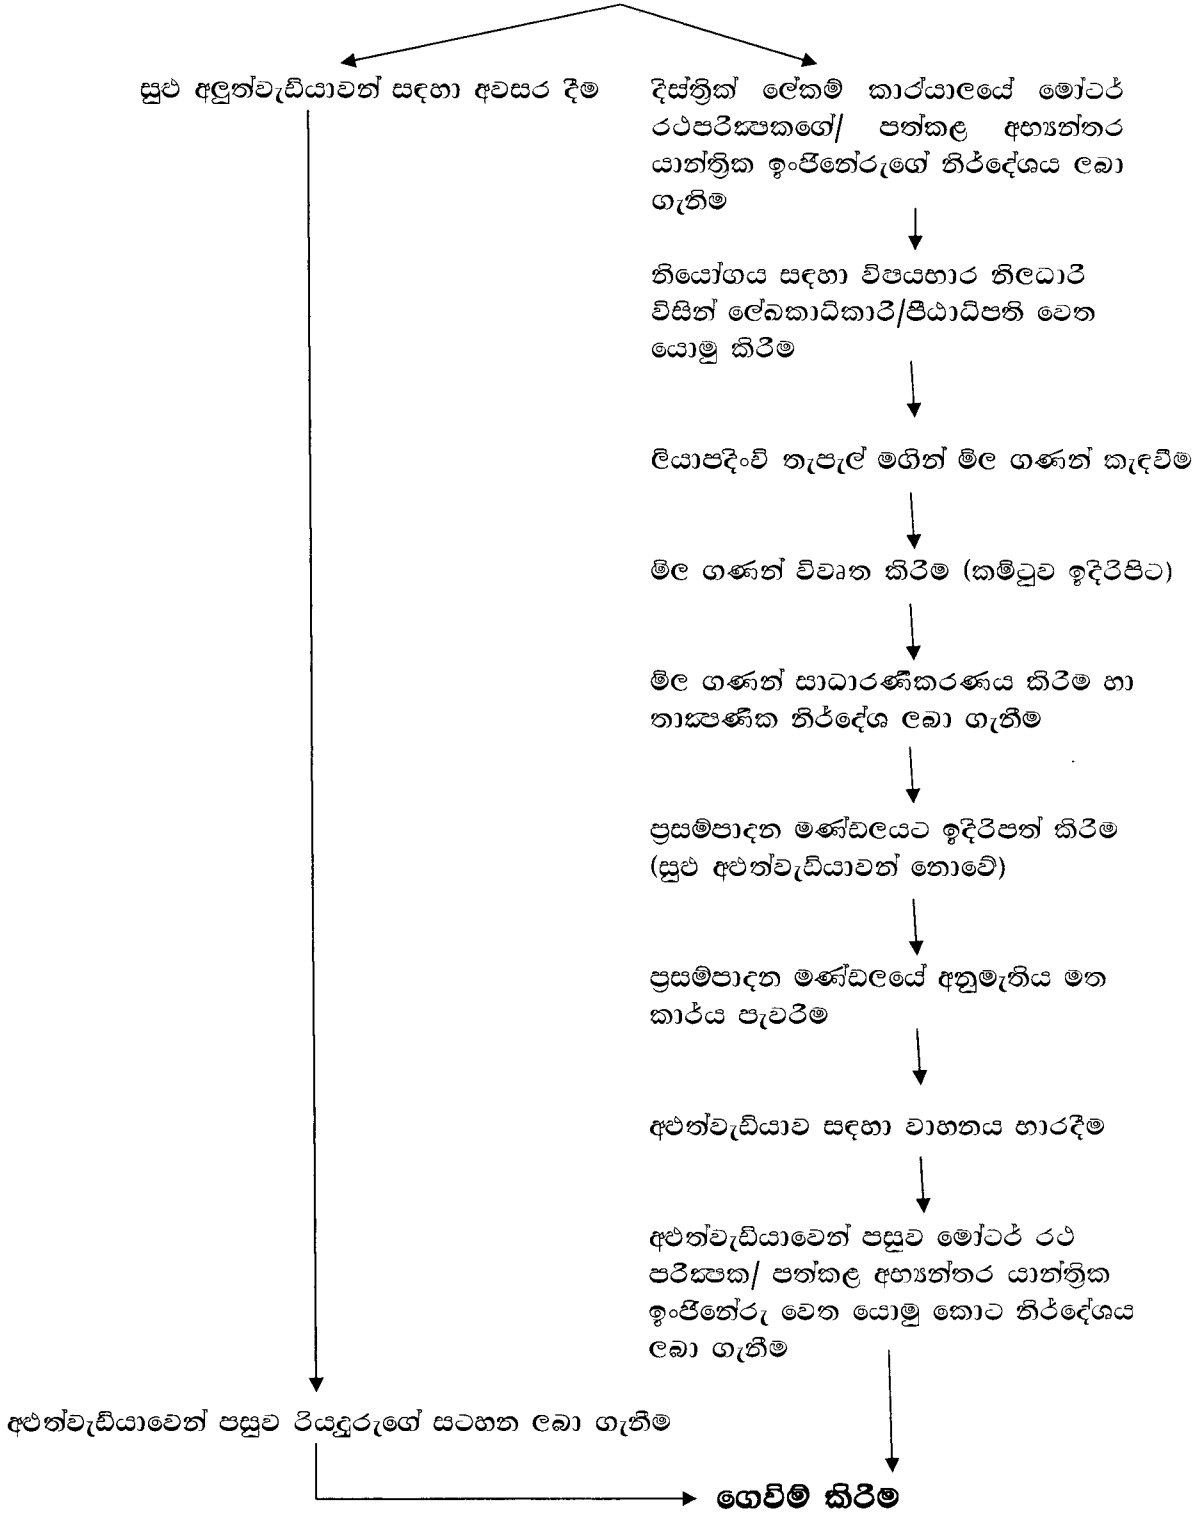 සුළු අලුත්වැඩියාවන් සඳහා අවසර දීම
දිස්ත්‍රික් ලේකම් කාර්යාලයේ මෝටර්
රථපරීක්ෂකගේ/ පත්කළ අභ්‍යන්තර
යාන්ත්‍රික ඉංජිනේරුගේ නිර්දේශය ලබා
ගැනිම
නියෝගය සඳහා විෂයභාර නිලධාරී
විසින් ලේඛකාධිකාරී/පීඨාධිපති වෙත
යොමු කිරීම
ලියාපදිංචි තැපැල් මගින් මිල ගණන් කැඳවීම
මිල ගණන් විවෘත කිරීම (කමිටුව ඉදිරිපිට)
මිල ගණන් සාධාරණීකරණය කිරීම හා
තාක්ෂණික නිර්දේශ ලබා ගැනීම
ප්‍රසම්පාදන මණ්ඩලයට ඉදිරිපත් කිරීම
(සුළු අළුත්වැඩියාවන් නොවේ)
ප්‍රසම්පාදන මණ්ඩලයේ අනුමැතිය මත
කාර්ය පැවරීම
අළුත්වැඩියාව සඳහා වාහනය භාරදීම
අළුත්වැඩියාවෙන් පසුව මෝටර් රථ
පරීක්ෂක/ පත්කළ අභ්‍යන්තර යාන්ත්‍රික
ඉංජිනේරු වෙත යොමු කොට නිර්දේශය
ලබා ගැනීම
අළුත්වැඩියාවෙන් පසුව රියදුරුගේ සටහන ලබා ගැනීම
ගෙවීම් කිරීම